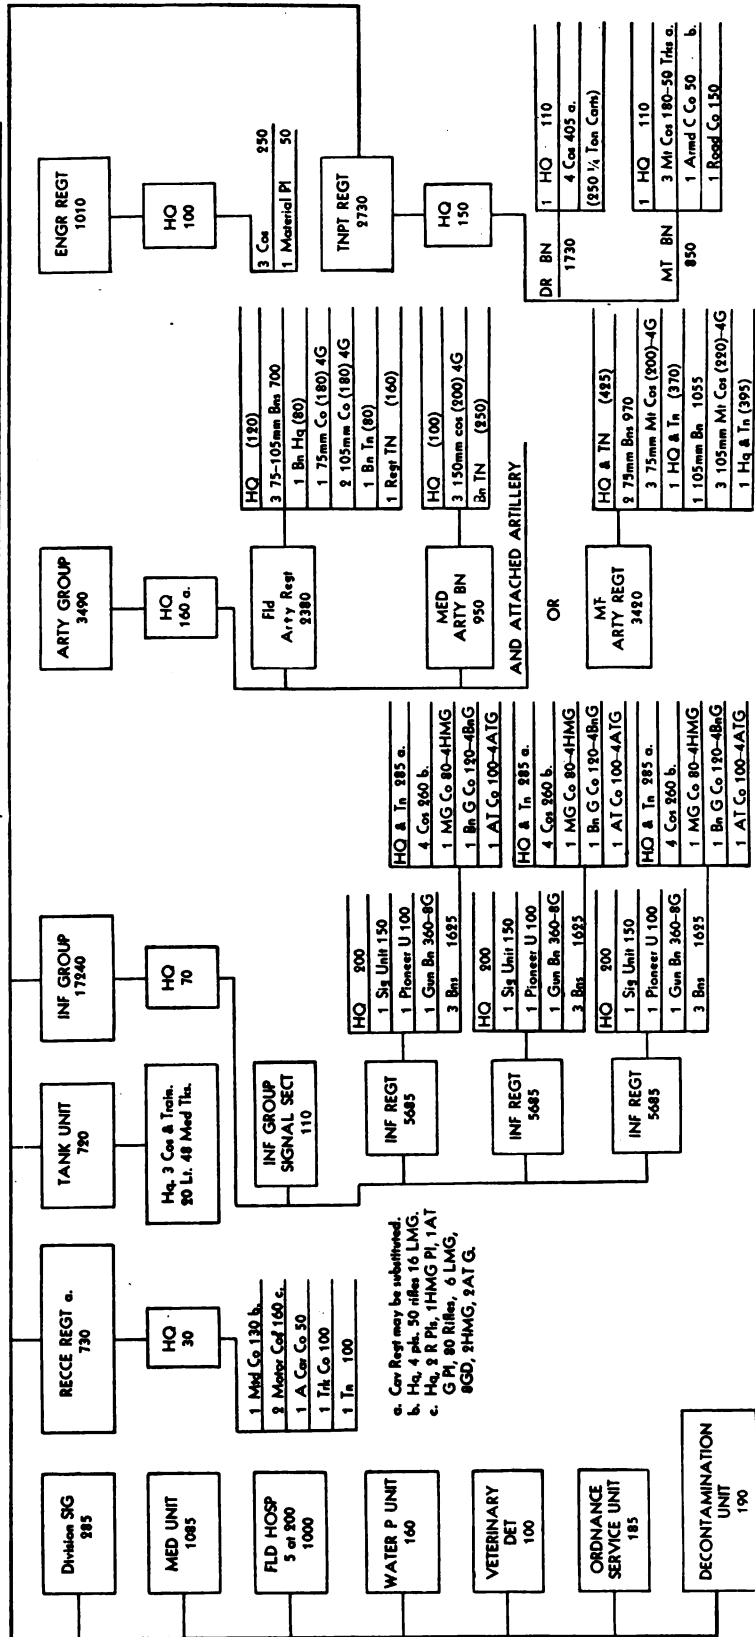 Division SIG
285
MED UNIT
1085
FLD HOSP
5 at 200
1000
WATER P UNIT
160
VETERINARY
DET
100
ORDNANCE
SERVICE UNIT
185
DECONTAMINATION
UNIT
190
RECCE REGT a.
730
HQ
30
1 Mtd Co 130 b.
2 Motor Cos 160 c.
1 A Car Co 50
1 Trk Co 100
1 Tn 100
a. Cav Regt may be substituted.
b. Hq, 4 pls. 50 rifles 16 LMG.
c. Hq, 2 R Pls, 1HMG Pl, 1AT
G Pl, 80 Rifles, 6 LMG,
8GD, 2HMG, 2AT G.
TANK UNIT
720
Hq. 3 Cos & Train.
20 Lt. 48 Med Tks.
INF GROUP
17240
HQ
70
INF GROUP
SIGNAL SECT
110
INF REGT
5685
HQ 200
1 Sig Unit 150
1 Pioneer U 100
1 Gun Bn 360-8G
3 Bns 1625
HQ & Tn 285 a.
4 Cos 260 b.
1 MG Co 80-4HMG
1 Bn G Co 120-4BnG
1 AT Co 100-4ATG
INF REGT
5685
HQ 200
1 Sig Unit 150
1 Pioneer U 100
1 Gun Bn 360-8G
3 Bns 1625
HQ & Tn 285 a.
4 Cos 260 b.
1 MG Co 80-4HMG
1 Bn G Co 120-4BnG
1 AT Co 100-4ATG
INF REGT
5685
HQ 200
1 Sig Unit 150
1 Pioneer U 100
1 Gun Bn 360-8G
3 Bns 1625
HQ & Tn 285 a.
4 Cos 260 b.
1 MG Co 80-4HMG
1 Bn G Co 120-4BnG
1 AT Co 100-4ATG
ARTY GROUP
3490
HQ
160 a.
Fld
Arty Regt
2380
HQ (120)
3 75-105mm Bns 700
1 Bn Hq (80)
1 75mm Co (180) 4G
2 105mm Co (180) 4G
1 Bn Tn (80)
1 Regt TN (160)
MED
ARTY BN
950
HQ (100)
3 150mm cos (200) 4G
Bn TN (250)
AND ATTACHED ARTILLERY
OR
MT
ARTY REGT
3420
HQ & TN (425)
2 75mm Bns 970
3 75mm Mt Cos (200)-4G
1 HQ & Tn (370)
1 105mm Bn 1055
3 105mm Mt Cos (220)-4G
1 Hq & Tn (395)
ENGR REGT
1010
HQ
100
3 Cos 250
1 Material Pl 50
TNPT REGT
2730
HQ
150
DR BN
1730
1 HQ 110
4 Cos 405 a.
(250 ¼ Ton Carts)
MT BN
850
1 HQ 110
3 Mt Cos 180-50 Trks a.
1 Armd C Co 50 b.
1 Road Co 150